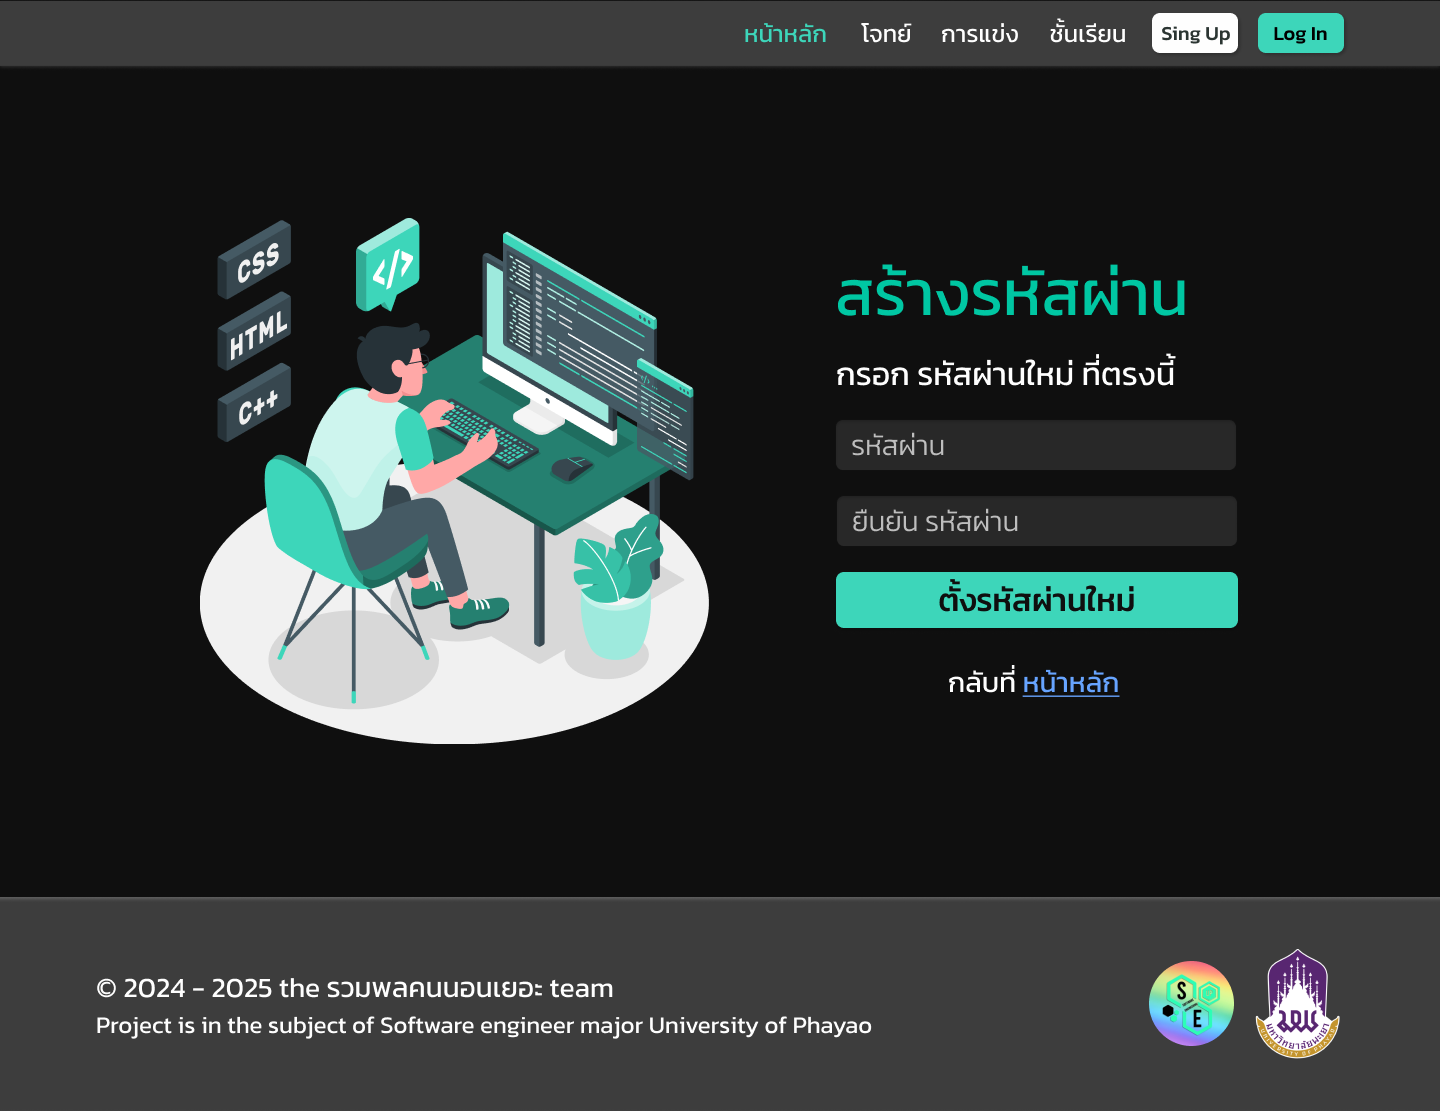 หน้าหลัก โจทย์ การแข่ง ชั้นเรียน Sing Up Log In
CSS
</>
HTML
C++
สร้างรหัสผ่าน
กรอก รหัสผ่านใหม่ ที่ตรงนี้
รหัสผ่าน
ยืนยัน รหัสผ่าน
ตั้งรหัสผ่านใหม่
กลับที่ หน้าหลัก
© 2024 - 2025 the รวมพลคนนอนเยอะ team
Project is in the subject of Software engineer major University of Phayao
S
E
มหาวิทยาลัยพะเยา
UNIVERSITY OF PHAYAO